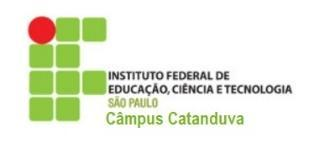 INSTITUTO FEDERAL DE
EDUCAÇÃO, CIÊNCIA E TECNOLOGIA
SÃO PAULO
Câmpus Catanduva